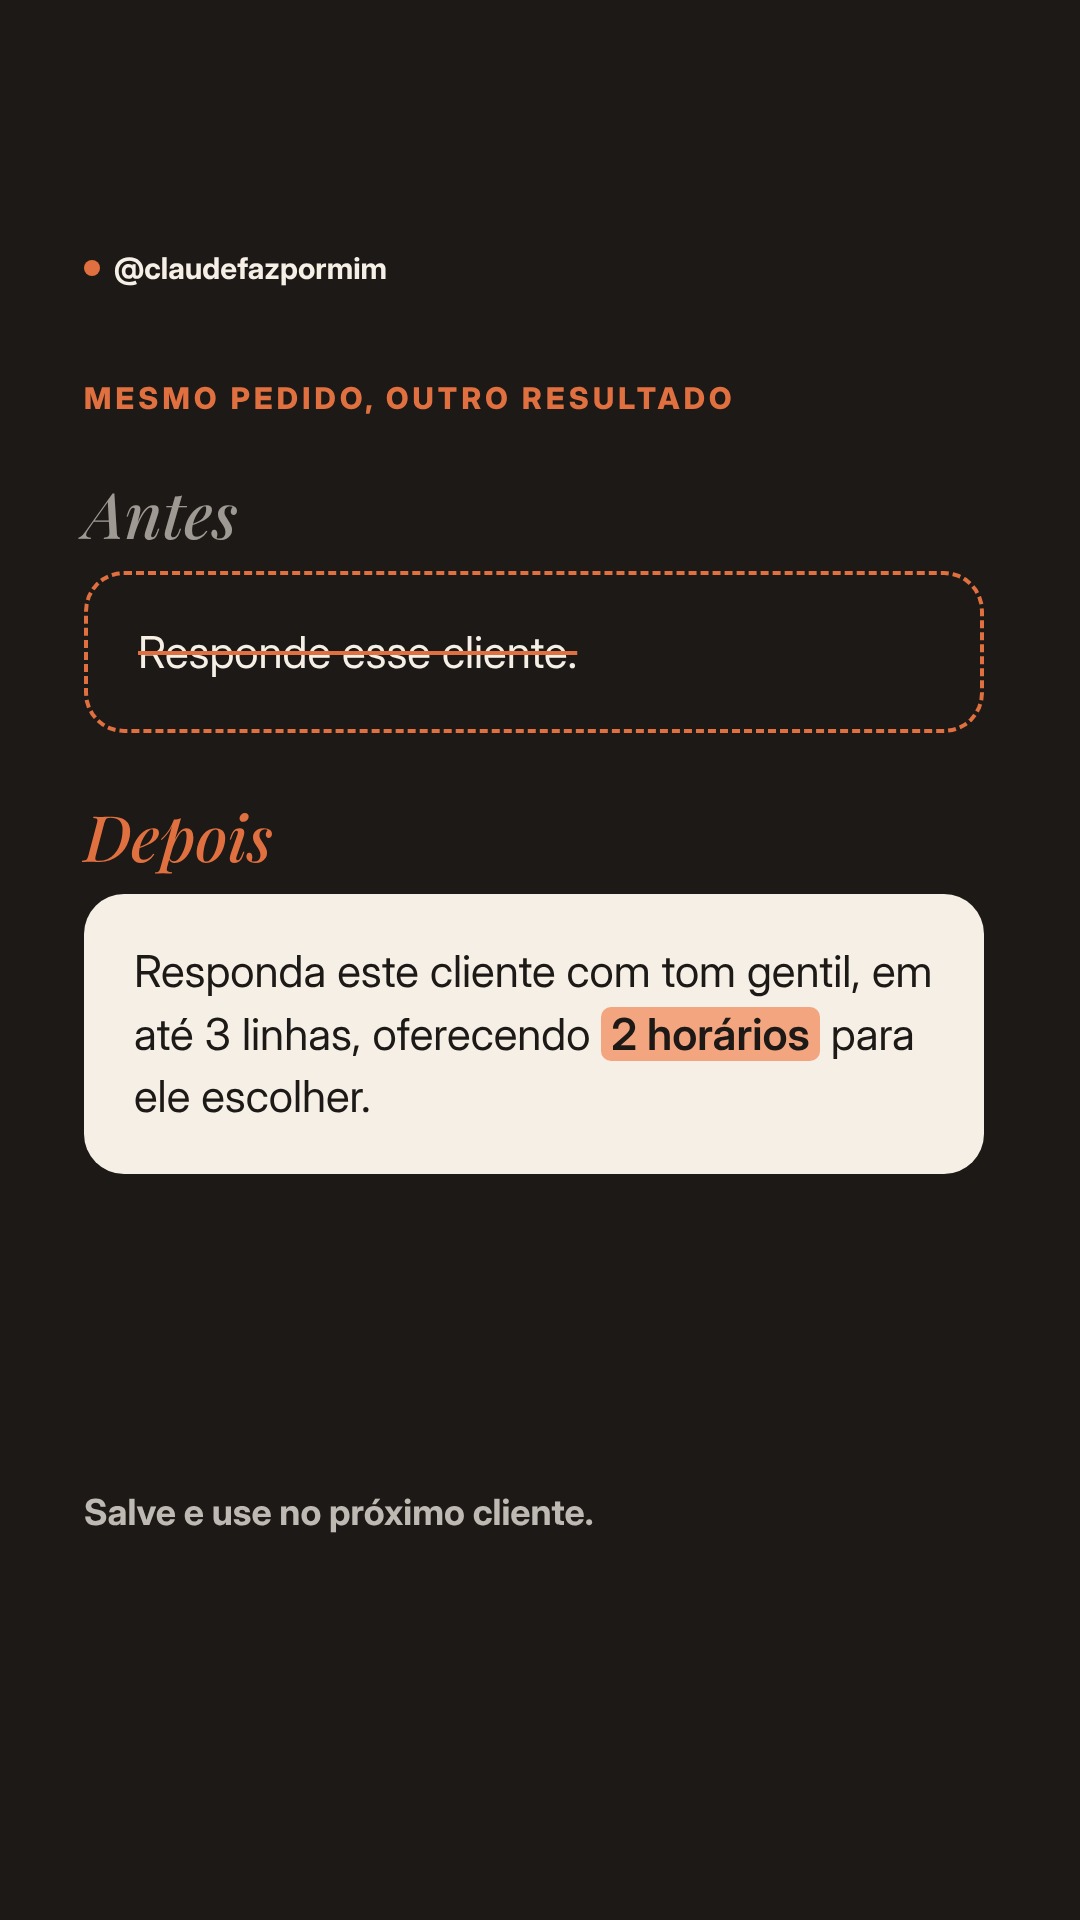 @claudefazpormim
MESMO PEDIDO, OUTRO RESULTADO
Antes
Responde esse cliente.
Depois
Responda este cliente com tom gentil, em
até 3 linhas, oferecendo 2 horários para
ele escolher.
Salve e use no próximo cliente.